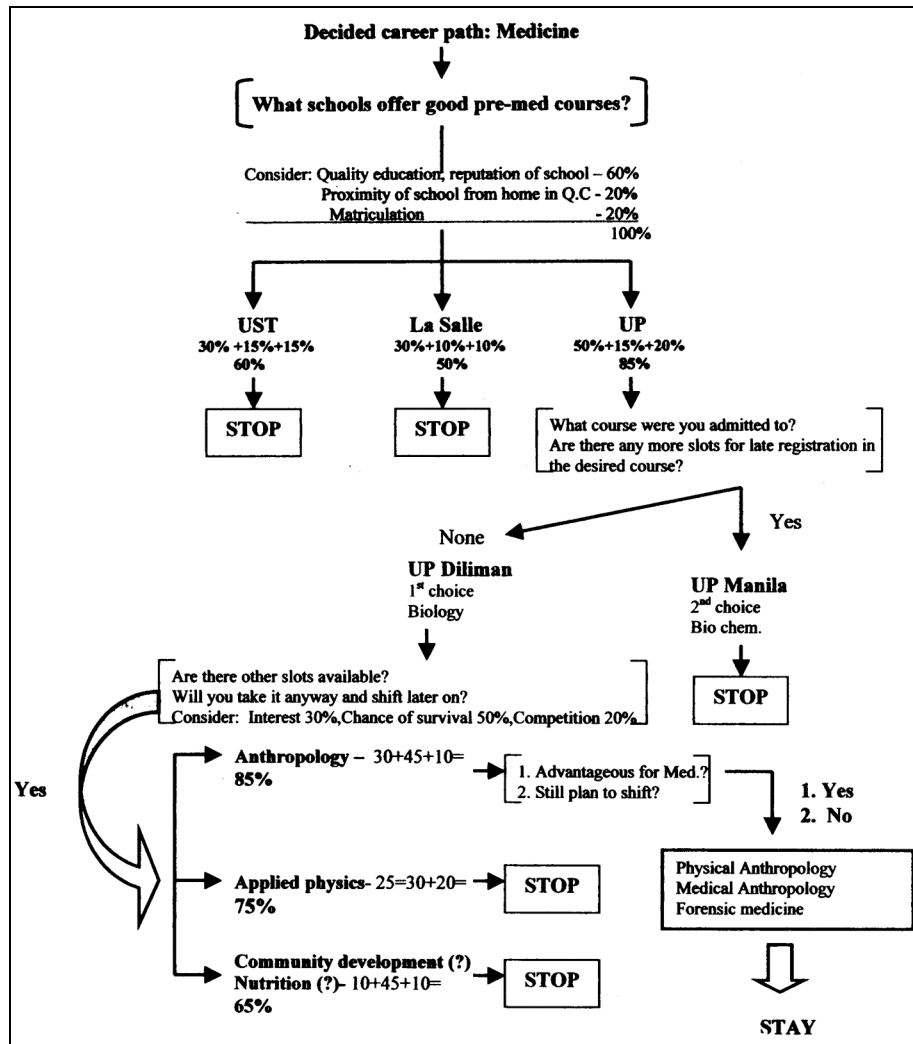 Decided career path: Medicine
What schools offer good pre-med courses?
Consider: Quality education, reputation of school – 60%
Proximity of school from home in Q.C - 20%
Matriculation - 20%
100%
UST
30% +15%+15%
60%
STOP
La Salle
30%+10%+10%
50%
STOP
UP
50%+15%+20%
85%
What course were you admitted to?
Are there any more slots for late registration in
the desired course?
None
Yes
UP Diliman
1st choice
Biology
UP Manila
2nd choice
Bio chem.
STOP
Are there other slots available?
Will you take it anyway and shift later on?
Consider: Interest 30%,Chance of survival 50%,Competition 20%
Yes
Anthropology – 30+45+10=
85%
1. Advantageous for Med.?
2. Still plan to shift?
1. Yes
2. No
Physical Anthropology
Medical Anthropology
Forensic medicine
STAY
Applied physics- 25=30+20=
75%
STOP
Community development (?)
Nutrition (?)- 10+45+10=
65%
STOP